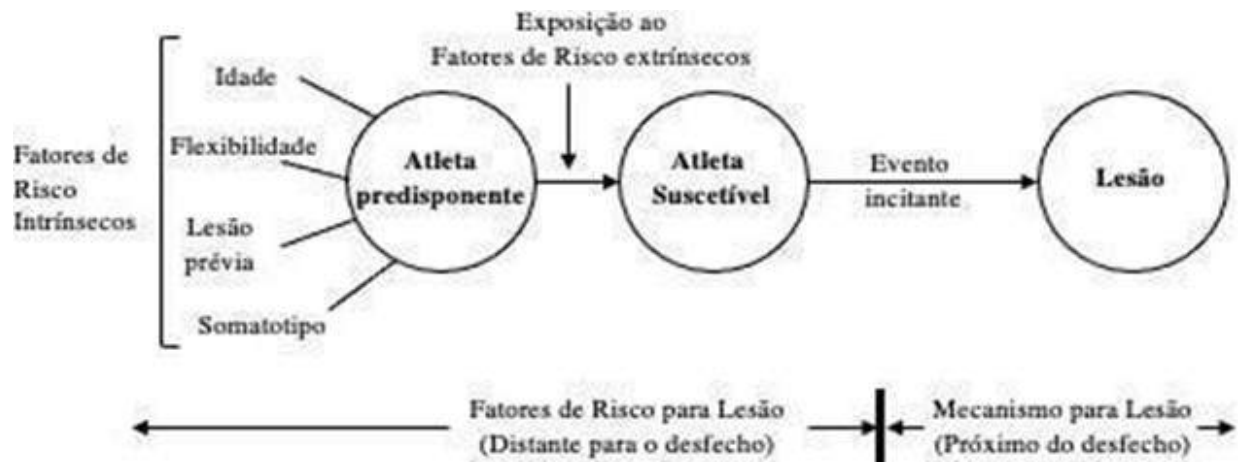 Exposição ao
Fatores de Risco extrínsecos
Idade
Flexibilidade
Fatores de
Risco
Intrínsecos
Lesão
prévia
Somatotipo
Atleta
predisponente
Atleta
Suscetível
Evento
incitante
Lesão
Fatores de Risco para Lesão
(Distante para o desfecho)
Mecanismo para Lesão
(Próximo do desfecho)